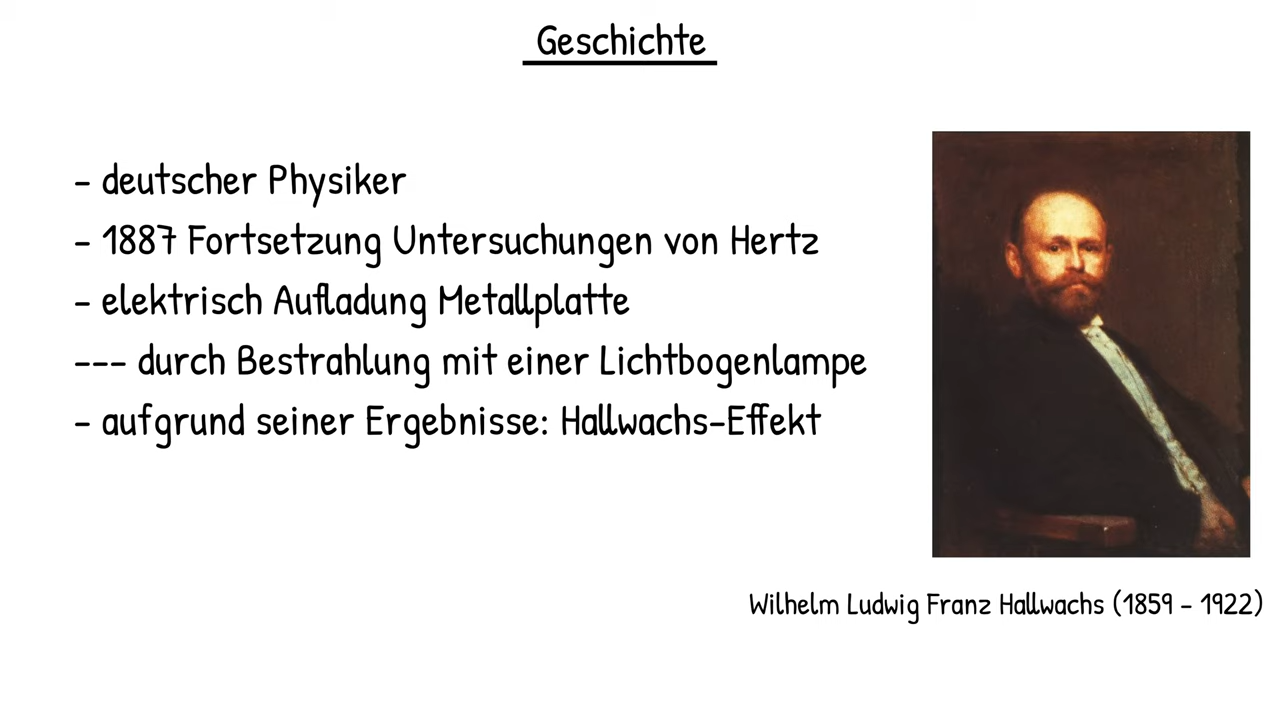 Geschichte
- deutscher Physiker
- 1887 Fortsetzung Untersuchungen von Hertz
- elektrisch Aufladung Metallplatte
--- durch Bestrahlung mit einer Lichtbogenlampe
- aufgrund seiner Ergebnisse: Hallwachs-Effekt
Wilhelm Ludwig Franz Hallwachs (1859 - 1922)